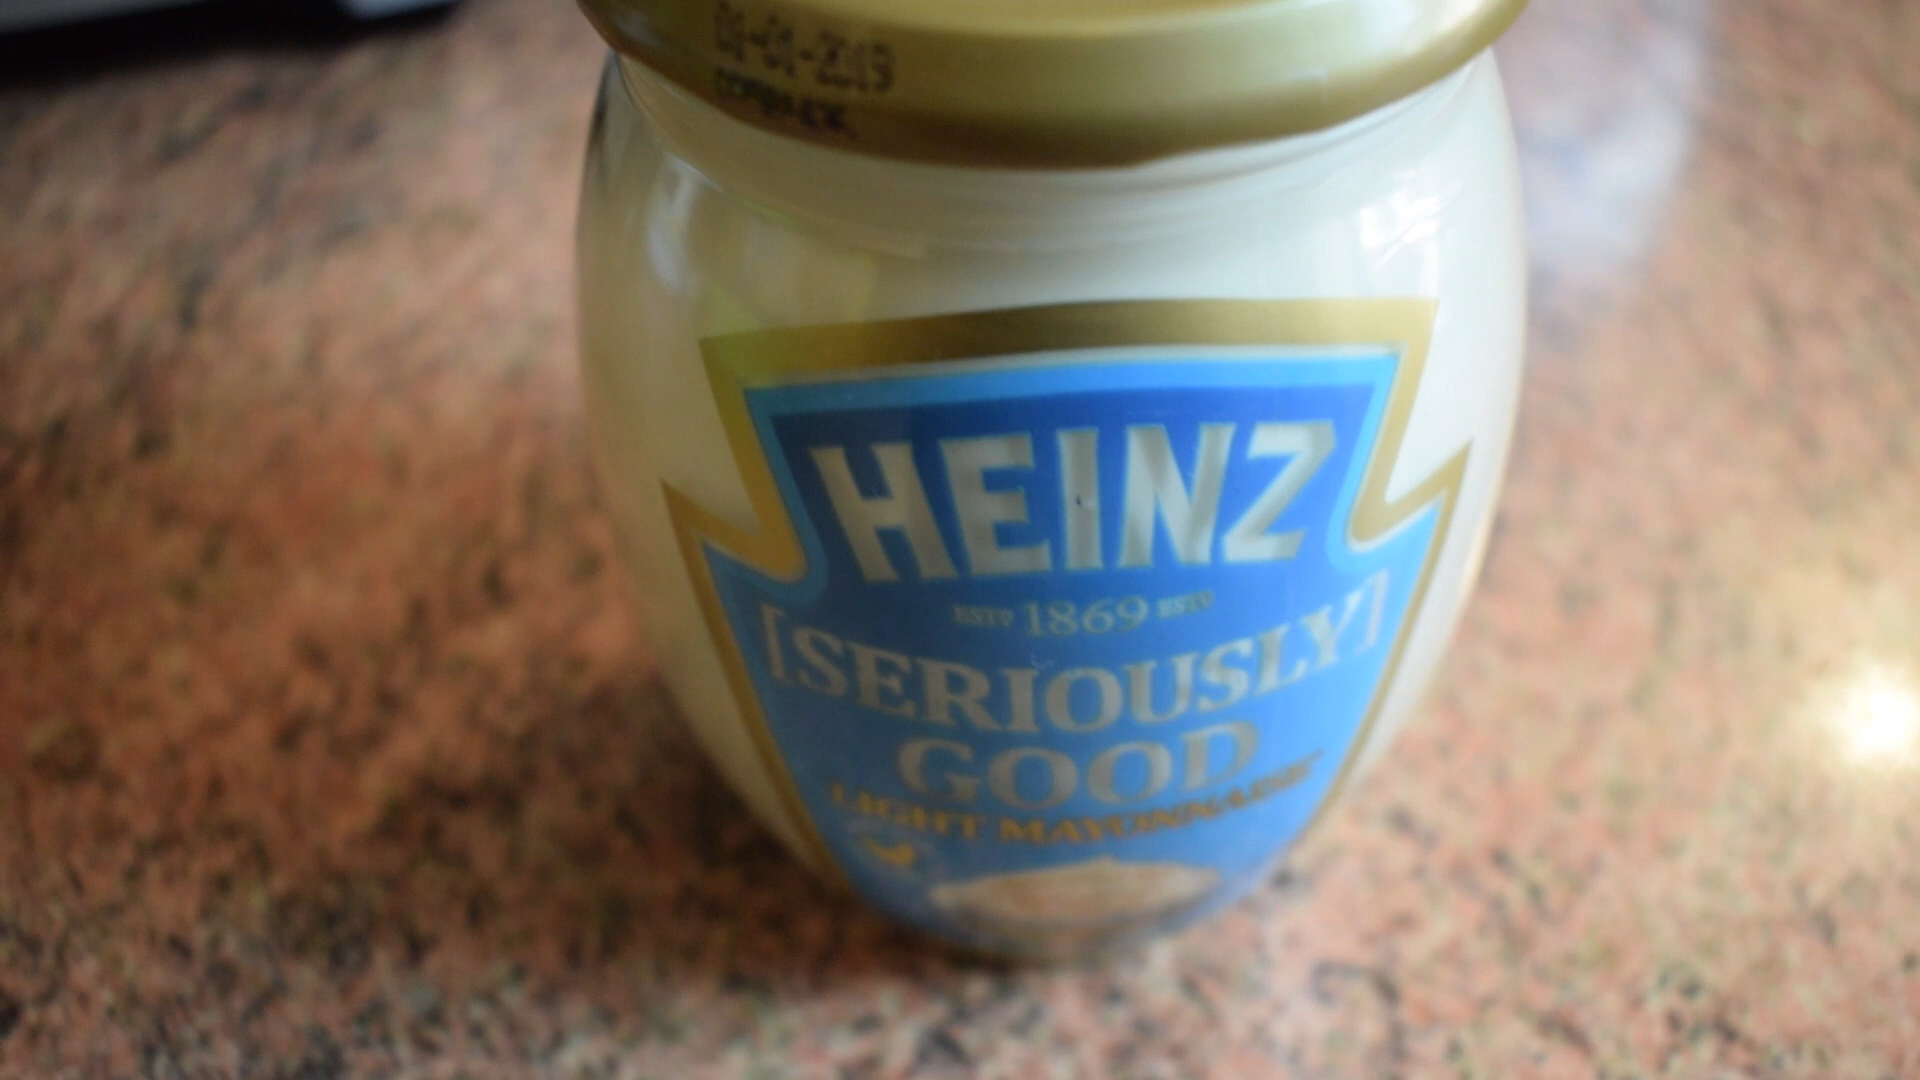 HEINZ
ESTD 1869 ESTD
[SERIOUSLY]
GOOD
LIGHT MAYONNAISE